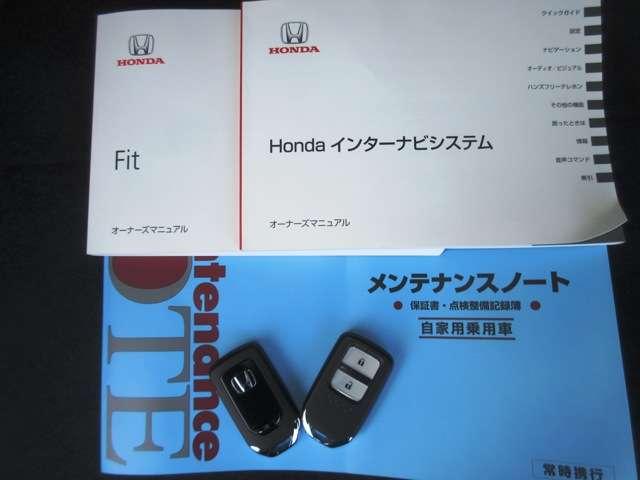 HONDA
Fit
オーナーズマニュアル
HONDA
Honda インターナビシステム
オーナーズマニュアル
クイックガイド
設定
ナビゲーション
オーディオ／ビジュアル
ハンズフリーテレホン
その他の機能
困ったときは
情報
音声コマンド
索引
メンテナンスノート
● 保証書・点検整備記録簿 ●
自家用乗用車
常時携行